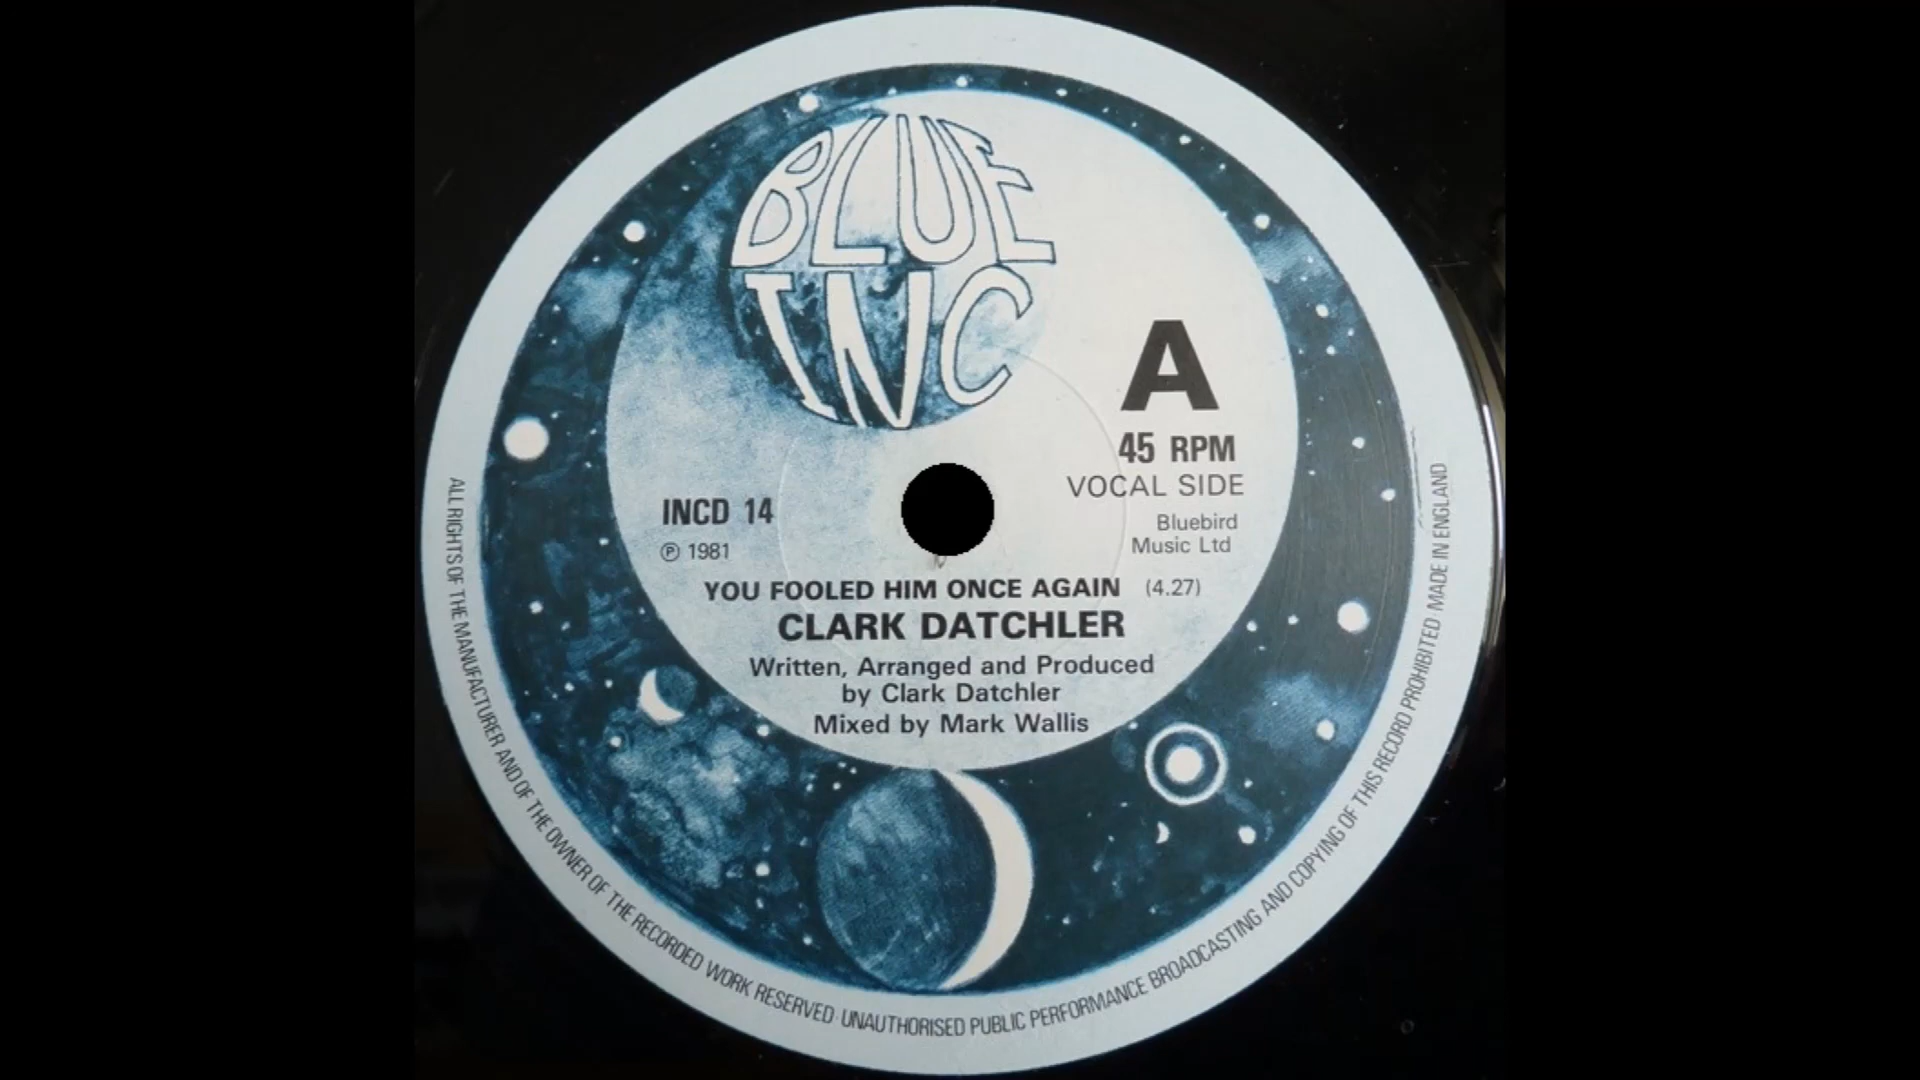 BLUE
INC
A
45 RPM
VOCAL SIDE
INCD 14
Bluebird
Music Ltd
℗ 1981
YOU FOOLED HIM ONCE AGAIN (4.27)
CLARK DATCHLER
Written, Arranged and Produced
by Clark Datchler
Mixed by Mark Wallis
ALL RIGHTS OF THE MANUFACTURER AND OF THE OWNER OF THE RECORDED WORK RESERVED · UNAUTHORISED PUBLIC PERFORMANCE BROADCASTING AND COPYING OF THIS RECORD PROHIBITED · MADE IN ENGLAND